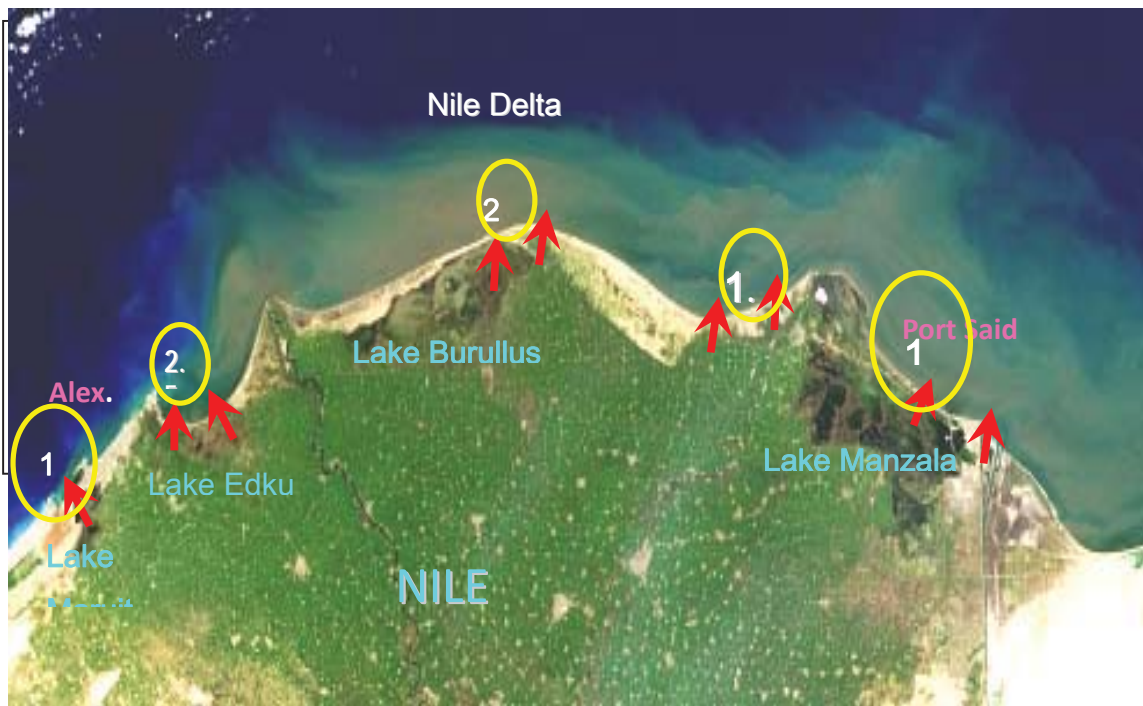 Nile Delta
2
1.
Port Said
1
2.
Lake Burullus
Alex.
1
Lake Manzala
Lake Edku
Lake
NILE